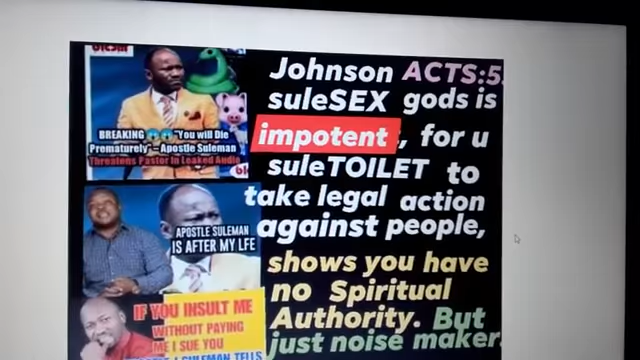 BREAKING "You will Die
Prematurely" – Apostle Suleman
Threatens Pastor In Leaked Audio
APOSTLE SULEMAN
IS AFTER MY LFE
IF YOU INSULT ME
WITHOUT PAYING
ME I SUE YOU
SULEMAN TELLS
Johnson ACTS:5
suleSEX gods is
impotent, for u
suleTOILET to
take legal action
against people,
shows you have
no Spiritual
Authority. But
just noise maker